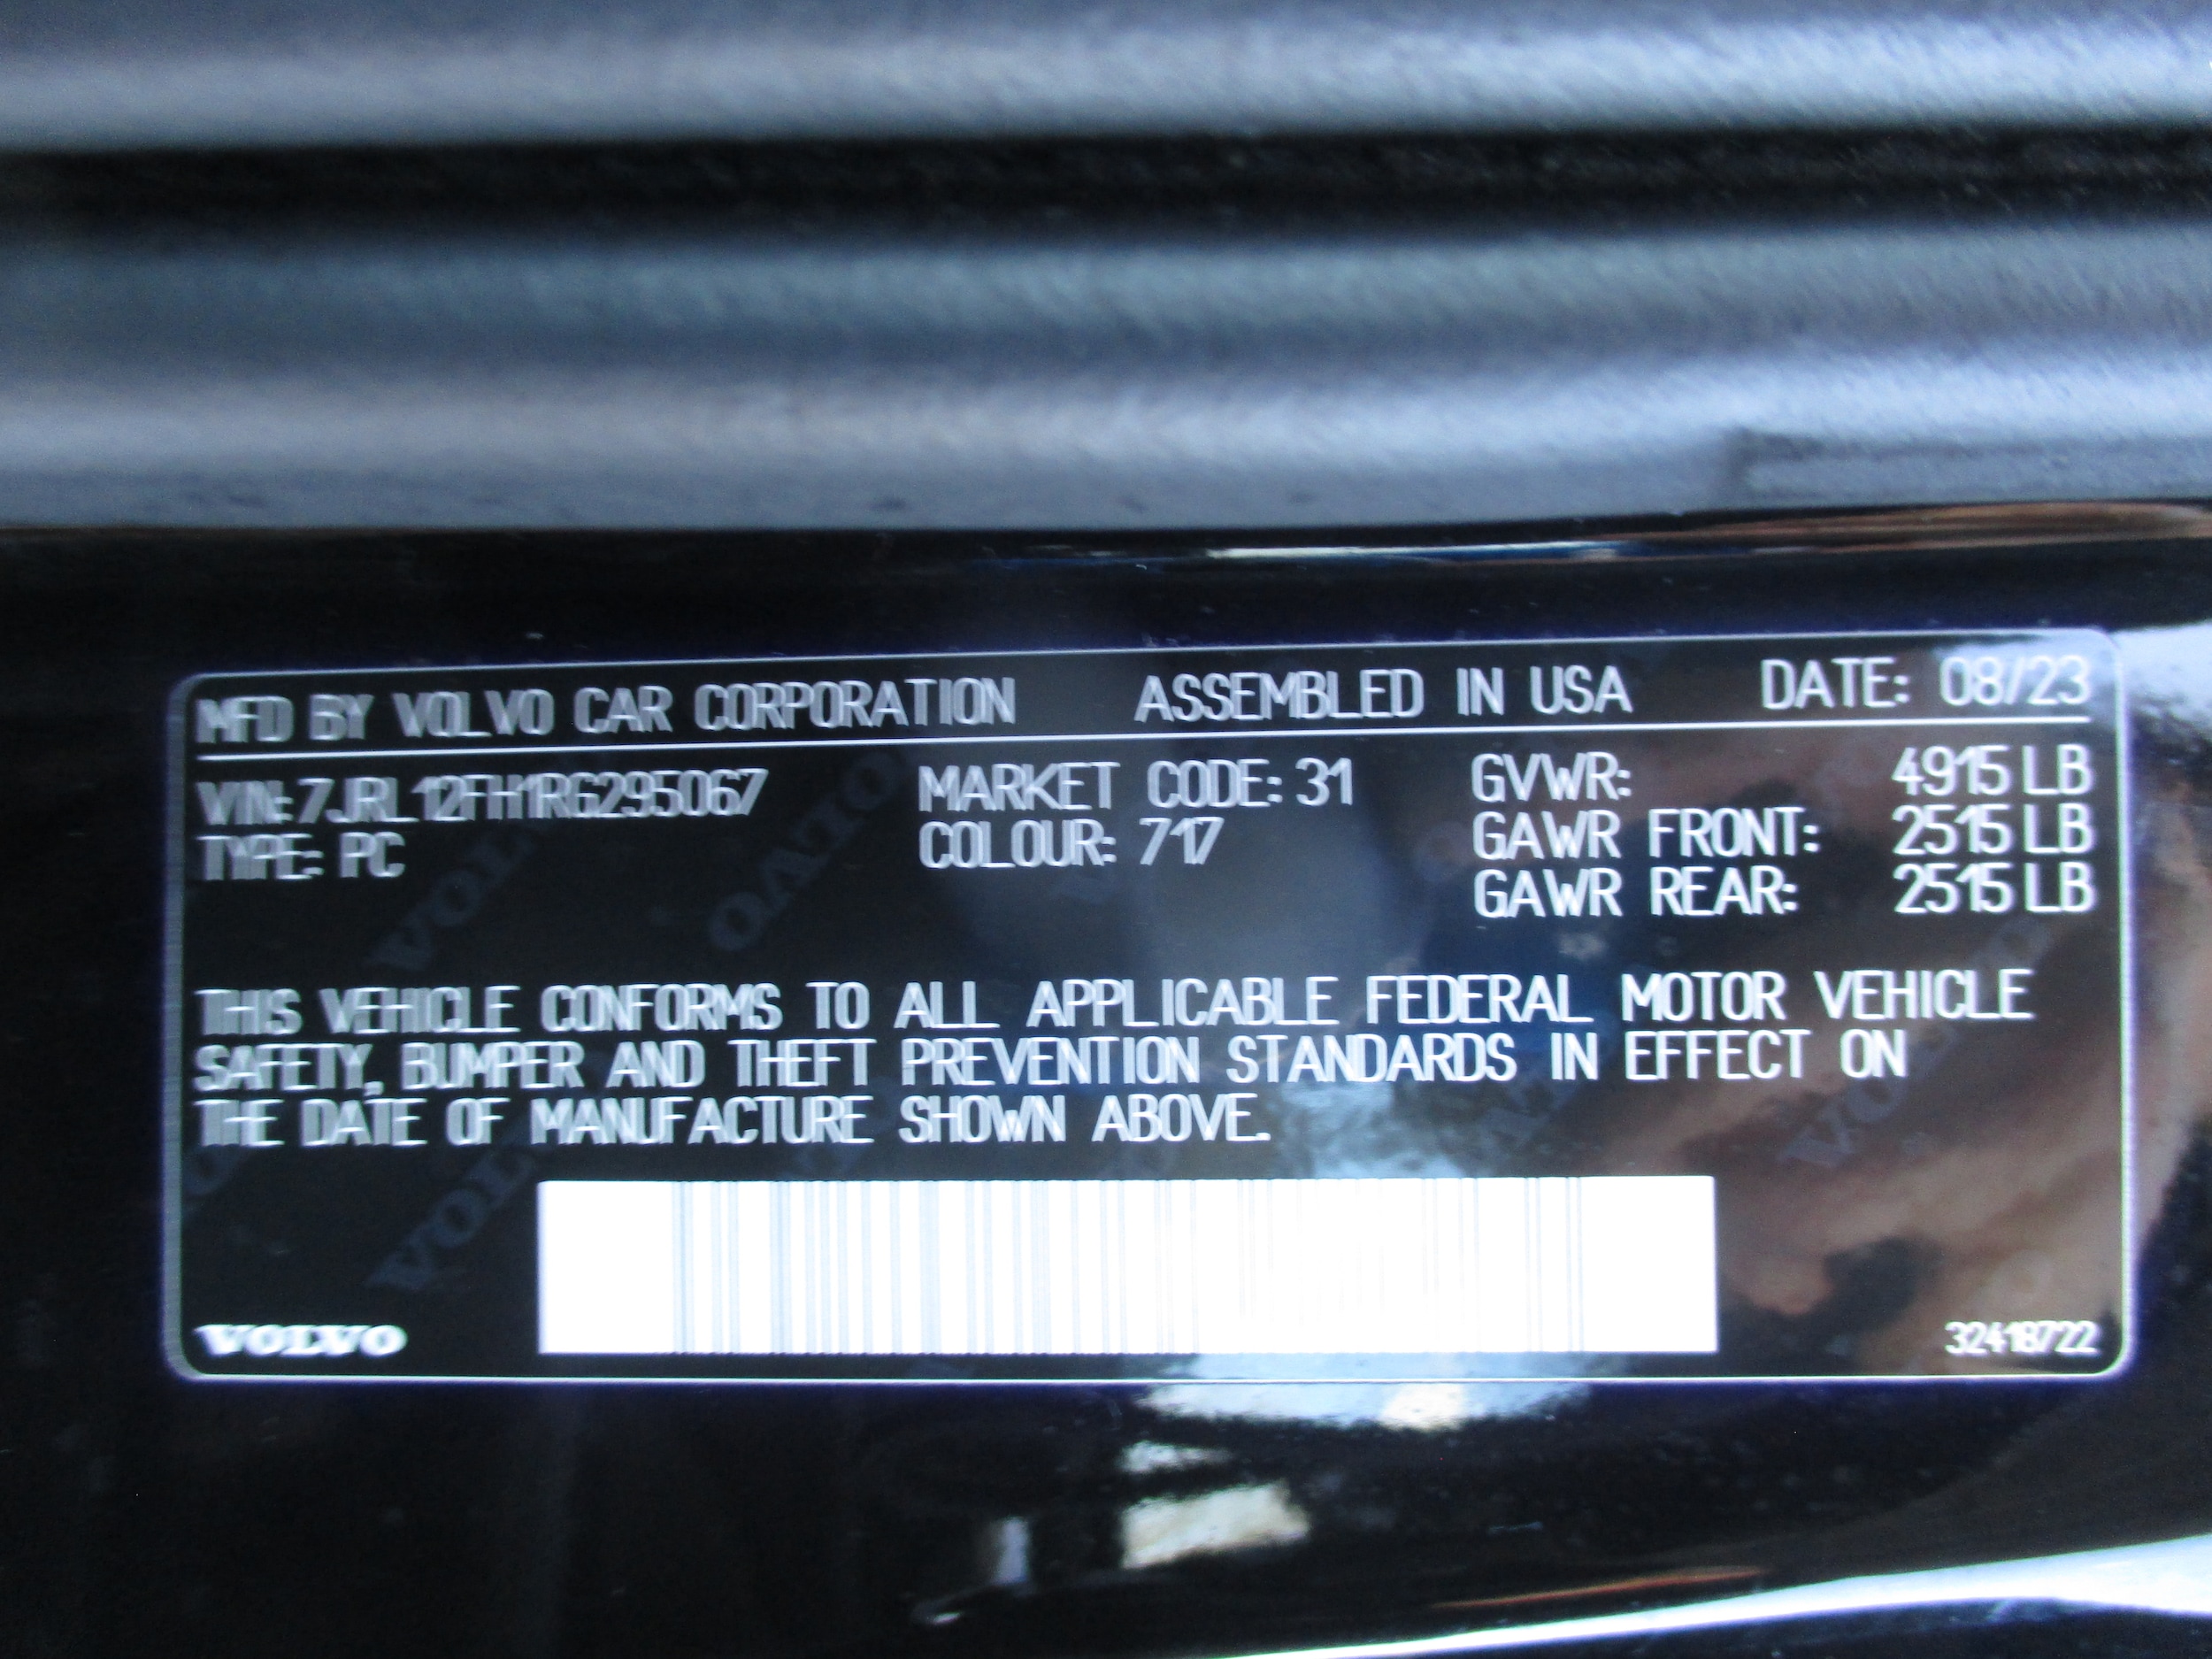 MFD BY VOLVO CAR CORPORATION ASSEMBLED IN USA DATE: 08/23
VIN: 7JRL12FH1RG295067 MARKET CODE: 31 GVWR: 4915 LB
TYPE: PC COLOUR: 717 GAWR FRONT: 2515 LB
GAWR REAR: 2515 LB
THIS VEHICLE CONFORMS TO ALL APPLICABLE FEDERAL MOTOR VEHICLE
SAFETY, BUMPER AND THEFT PREVENTION STANDARDS IN EFFECT ON
THE DATE OF MANUFACTURE SHOWN ABOVE.
VOLVO 32418722